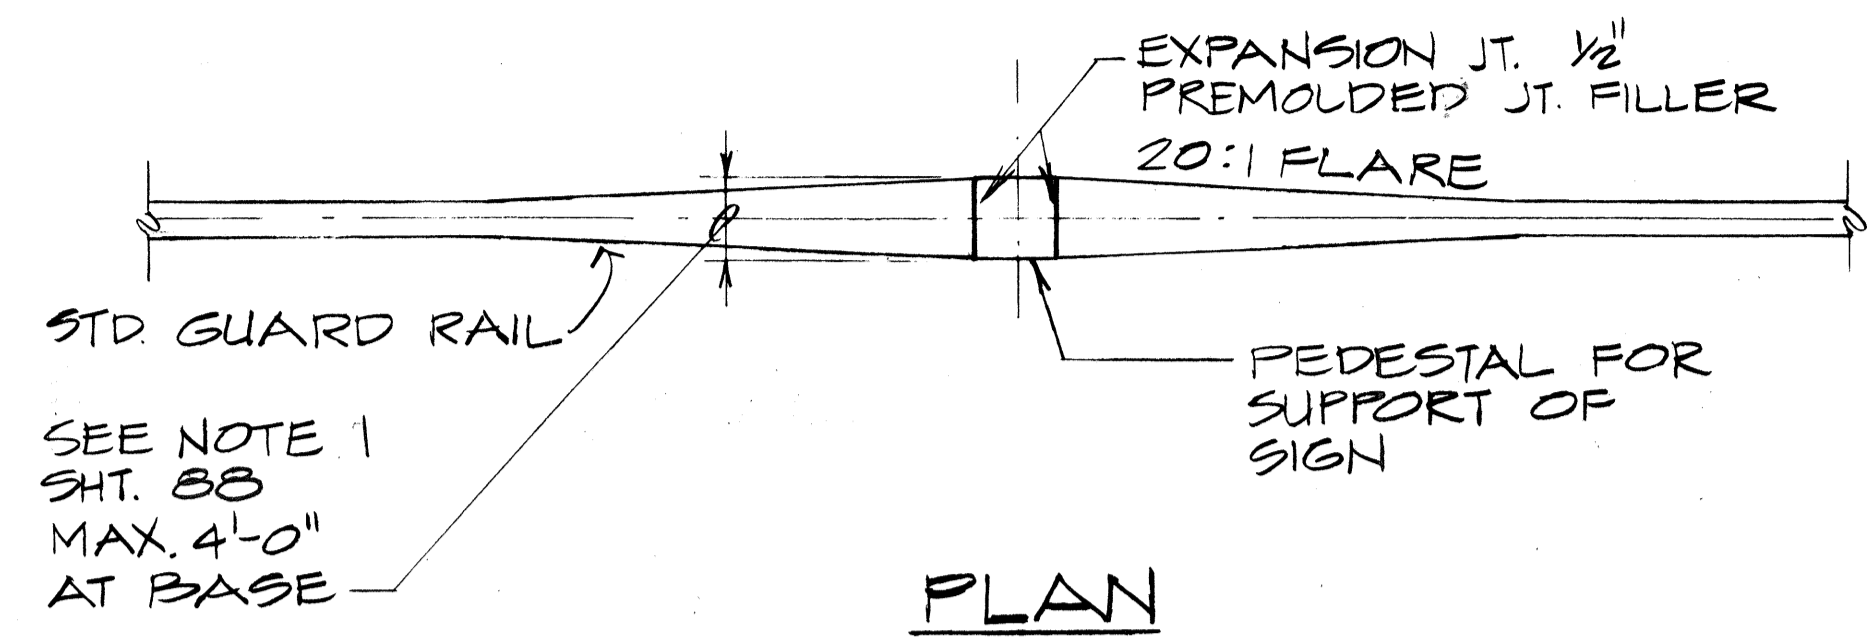 EXPANSION JT. 1/2"
PREMOLDED JT. FILLER
20:1 FLARE
STD. GUARD RAIL
SEE NOTE 1
SHT. 88
MAX. 4'-0"
AT BASE
PEDESTAL FOR
SUPPORT OF
SIGN
PLAN